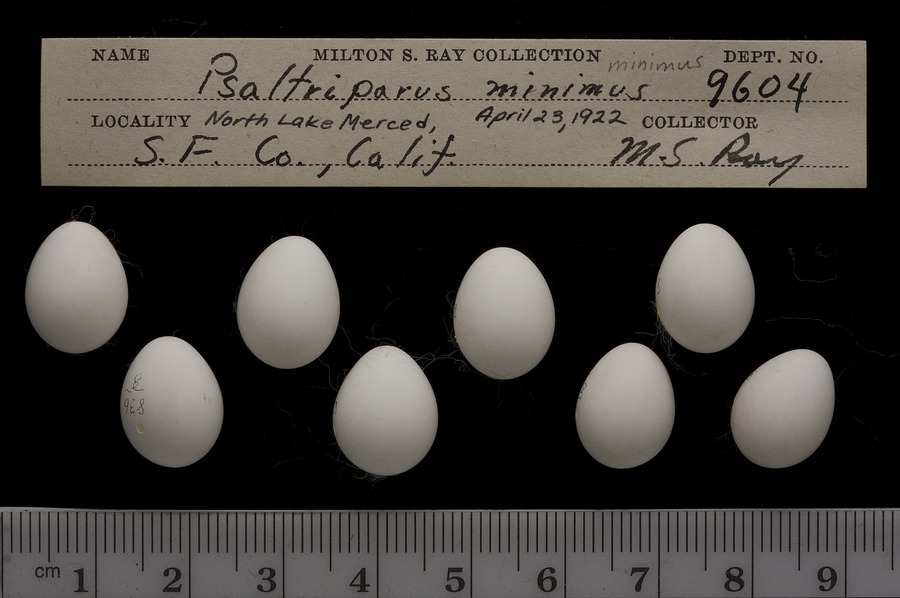 NAME MILTON S. RAY COLLECTION minimus DEPT. NO.
Psaltriparus minimus 9604
LOCALITY North Lake Merced, April 23, 1922 COLLECTOR
S. F. Co., Calif M.S. Ray
8
928
cm 1 2 3 4 5 6 7 8 9